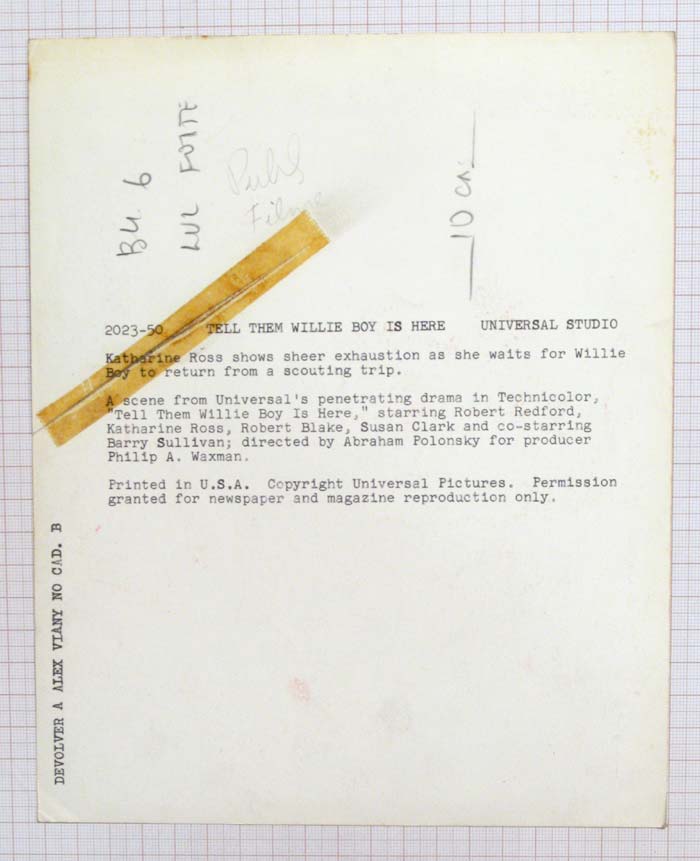 Bu. 6
LUL FUITE
Publ
Filme
10 cm
2023-50 TELL THEM WILLIE BOY IS HERE UNIVERSAL STUDIO
Katharine Ross shows sheer exhaustion as she waits for Willie
Boy to return from a scouting trip.
A scene from Universal's penetrating drama in Technicolor,
"Tell Them Willie Boy Is Here," starring Robert Redford,
Katharine Ross, Robert Blake, Susan Clark and co-starring
Barry Sullivan; directed by Abraham Polonsky for producer
Philip A. Waxman.
Printed in U.S.A. Copyright Universal Pictures. Permission
granted for newspaper and magazine reproduction only.
DEVOLVER A ALEX VIANY NO CAD. B